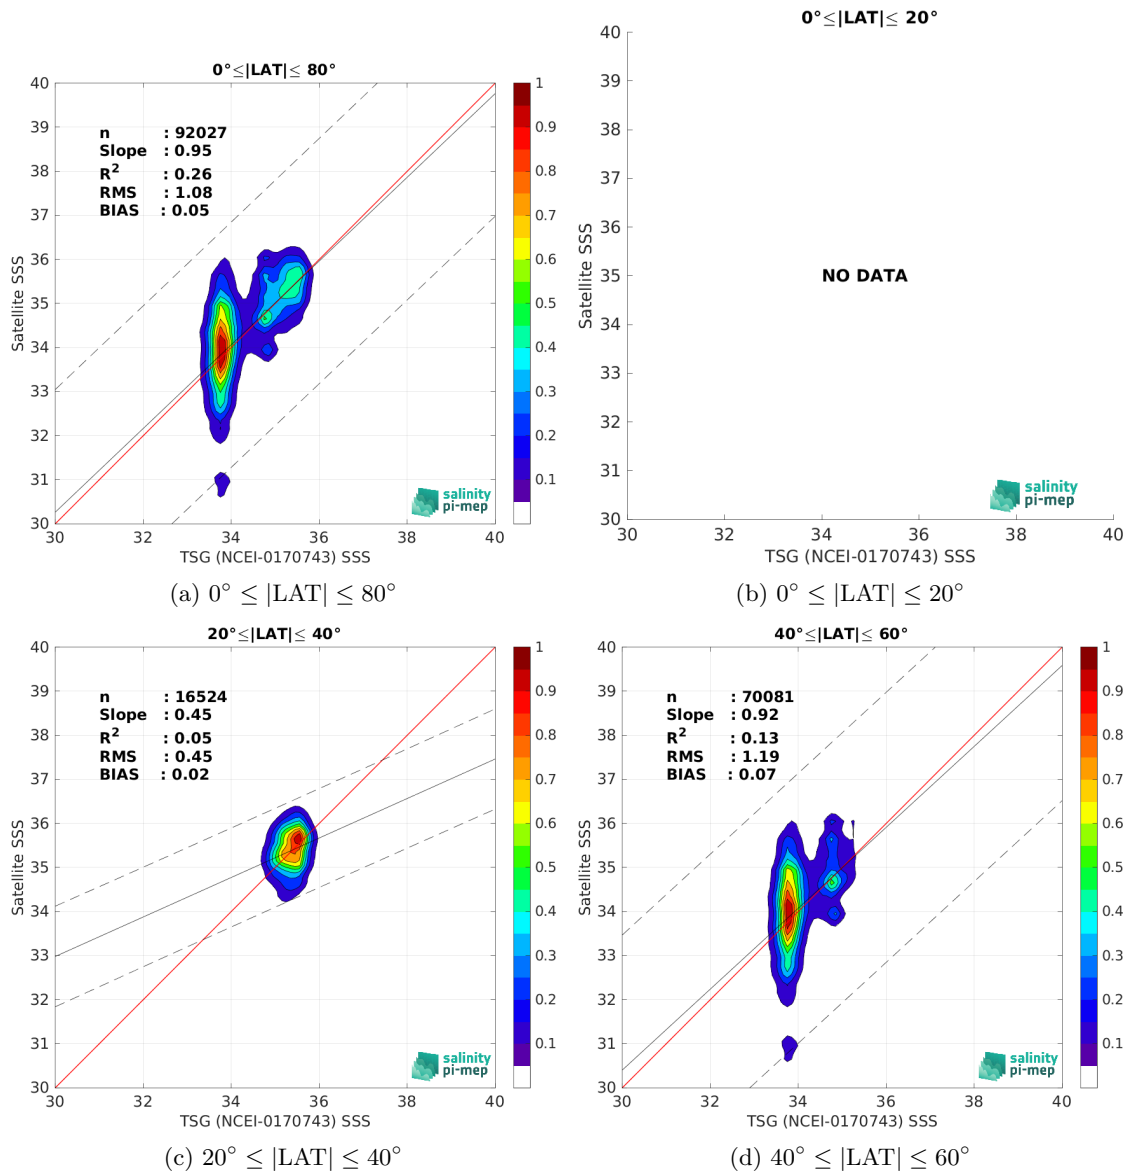 0°≤|LAT|≤ 80°
40
39
38
37
36
35
34
33
32
31
30
Satellite SSS
n : 92027
Slope : 0.95
R² : 0.26
RMS : 1.08
BIAS : 0.05
salinity
pi-mep
30 32 34 36 38 40
TSG (NCEI-0170743) SSS
1
0.9
0.8
0.7
0.6
0.5
0.4
0.3
0.2
0.1
(a) 0° ≤ |LAT| ≤ 80°
0°≤|LAT|≤ 20°
40
39
38
37
36
35
34
33
32
31
30
Satellite SSS
NO DATA
salinity
pi-mep
30 32 34 36 38 40
TSG (NCEI-0170743) SSS
(b) 0° ≤ |LAT| ≤ 20°
20°≤|LAT|≤ 40°
40
39
38
37
36
35
34
33
32
31
30
Satellite SSS
n : 16524
Slope : 0.45
R² : 0.05
RMS : 0.45
BIAS : 0.02
salinity
pi-mep
30 32 34 36 38 40
TSG (NCEI-0170743) SSS
1
0.9
0.8
0.7
0.6
0.5
0.4
0.3
0.2
0.1
(c) 20° ≤ |LAT| ≤ 40°
40°≤|LAT|≤ 60°
40
39
38
37
36
35
34
33
32
31
30
Satellite SSS
n : 70081
Slope : 0.92
R² : 0.13
RMS : 1.19
BIAS : 0.07
salinity
pi-mep
30 32 34 36 38 40
TSG (NCEI-0170743) SSS
1
0.9
0.8
0.7
0.6
0.5
0.4
0.3
0.2
0.1
(d) 40° ≤ |LAT| ≤ 60°